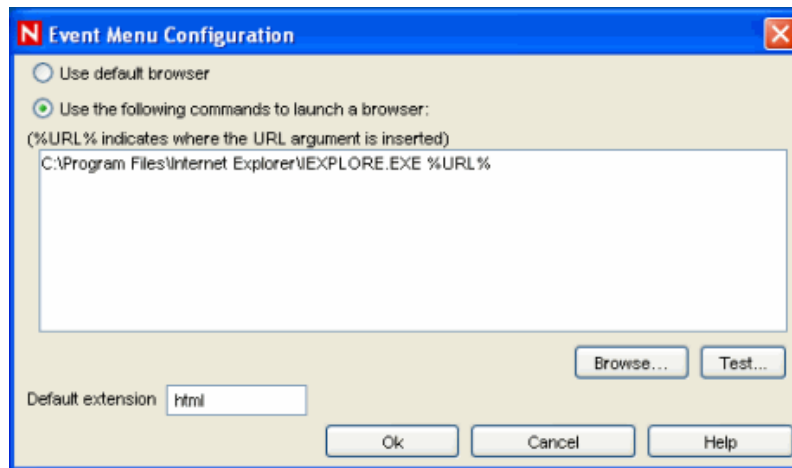 N Event Menu Configuration
Use default browser
Use the following commands to launch a browser:
(%URL% indicates where the URL argument is inserted)
C:\Program Files\Internet Explorer\IEXPLORE.EXE %URL%
Browse... Test...
Default extension html
Ok Cancel Help